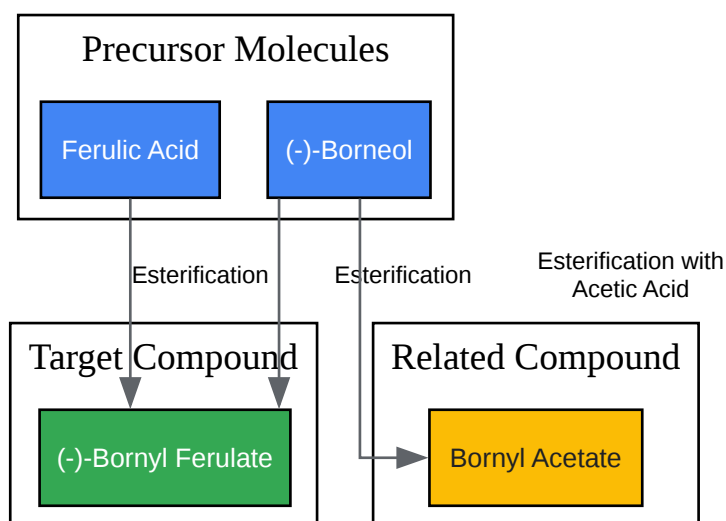 Precursor Molecules
Ferulic Acid
(-)-Borneol
Esterification
Esterification
Esterification with
Acetic Acid
Target Compound
Related Compound
(-)-Bornyl Ferulate
Bornyl Acetate